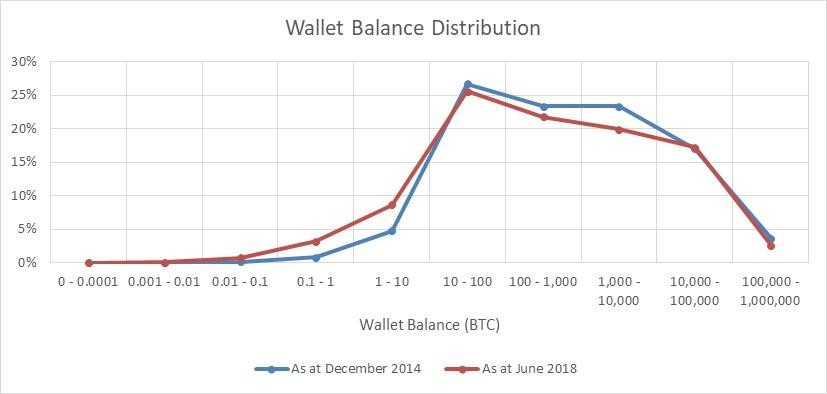 Wallet Balance Distribution
30%
25%
20%
15%
10%
5%
0%
0 - 0.0001 0.001 - 0.01 0.01 - 0.1 0.1 - 1 1 - 10 10 - 100 100 - 1,000 1,000 - 10,000 - 100,000 -
10,000 100,000 1,000,000
Wallet Balance (BTC)
As at December 2014 As at June 2018